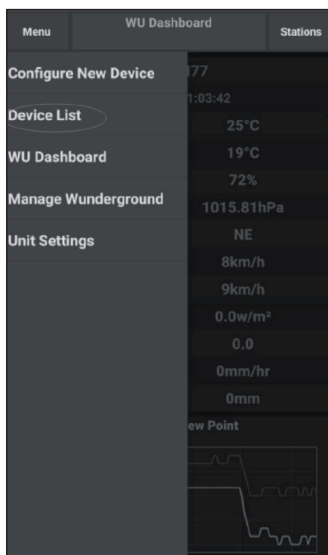 Menu
WU Dashboard
Stations
Configure New Device
177
1:03:42
Device List
25°C
WU Dashboard
19°C
72%
Manage Wunderground
1015.81hPa
Unit Settings
NE
8km/h
9km/h
0.0w/m²
0.0
0mm/hr
0mm
ew Point